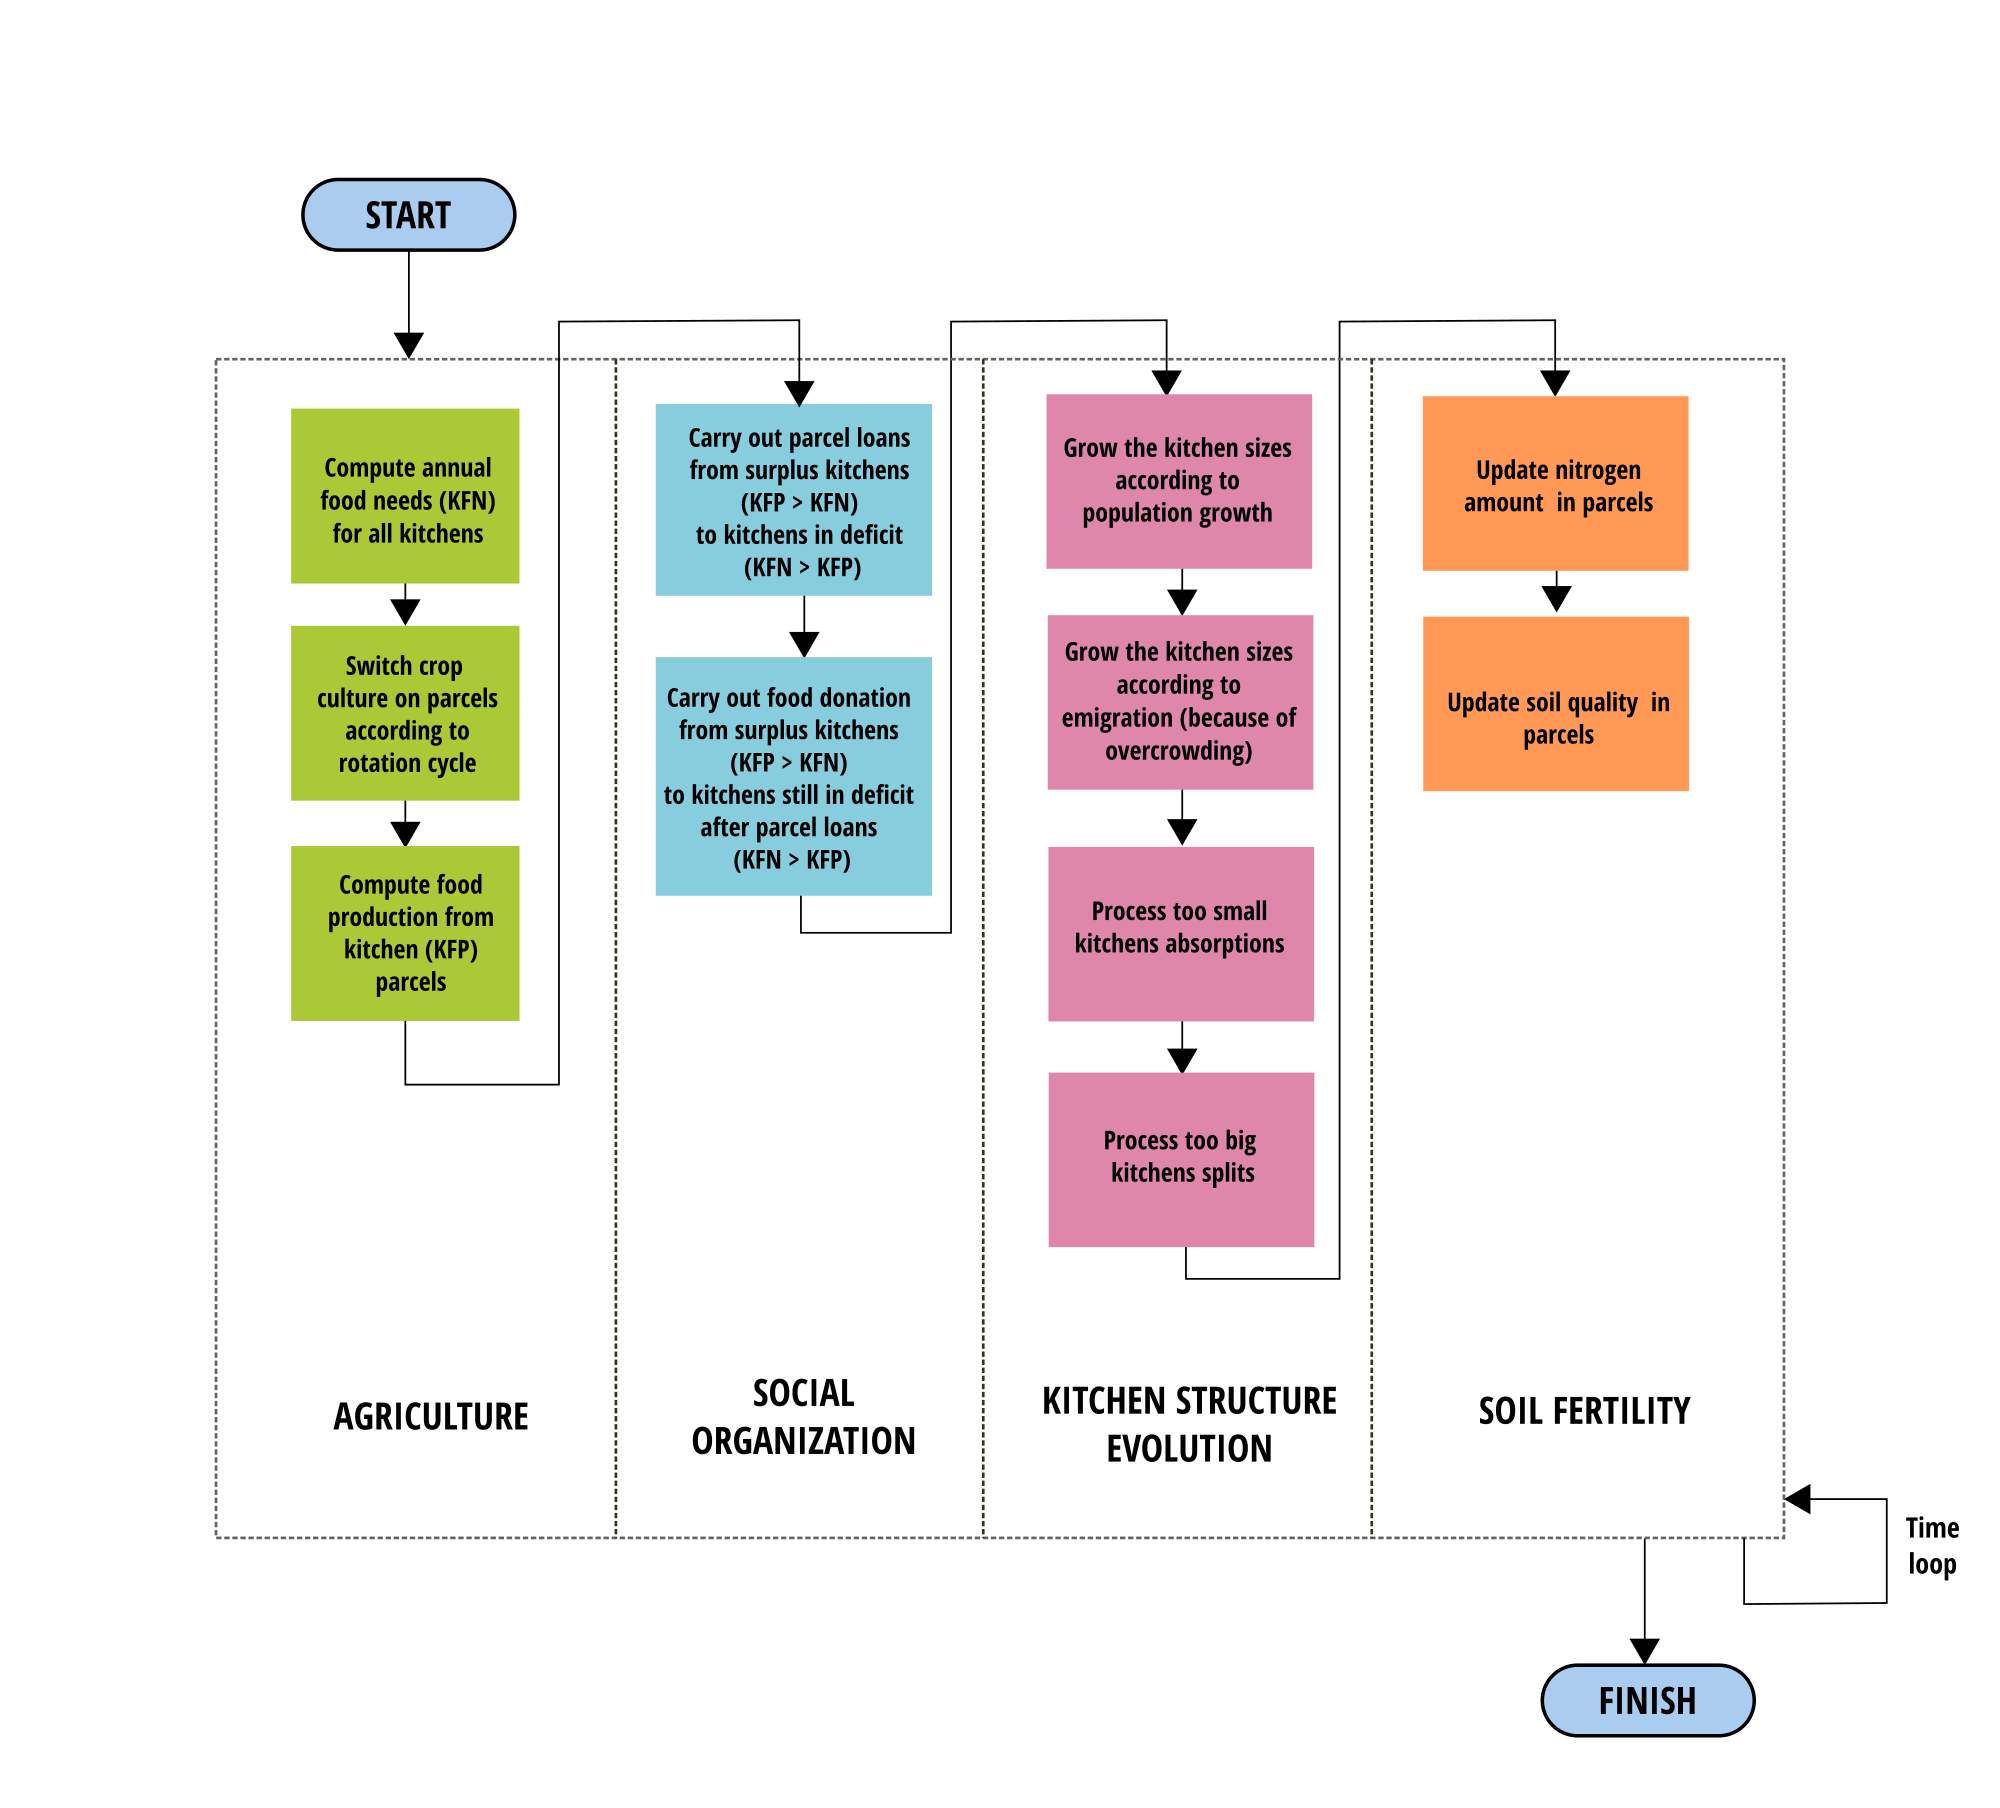 START
Compute annual
food needs (KFN)
for all kitchens
Switch crop
culture on parcels
according to
rotation cycle
Compute food
production from
kitchen (KFP)
parcels
AGRICULTURE
Carry out parcel loans
from surplus kitchens
(KFP > KFN)
to kitchens in deficit
(KFN > KFP)
Carry out food donation
from surplus kitchens
(KFP > KFN)
to kitchens still in deficit
after parcel loans
(KFN > KFP)
SOCIAL
ORGANIZATION
Grow the kitchen sizes
according to
population growth
Grow the kitchen sizes
according to
emigration (because of
overcrowding)
Process too small
kitchens absorptions
Process too big
kitchens splits
KITCHEN STRUCTURE
EVOLUTION
Update nitrogen
amount  in parcels
Update soil quality  in
parcels
SOIL FERTILITY
Time
loop
FINISH